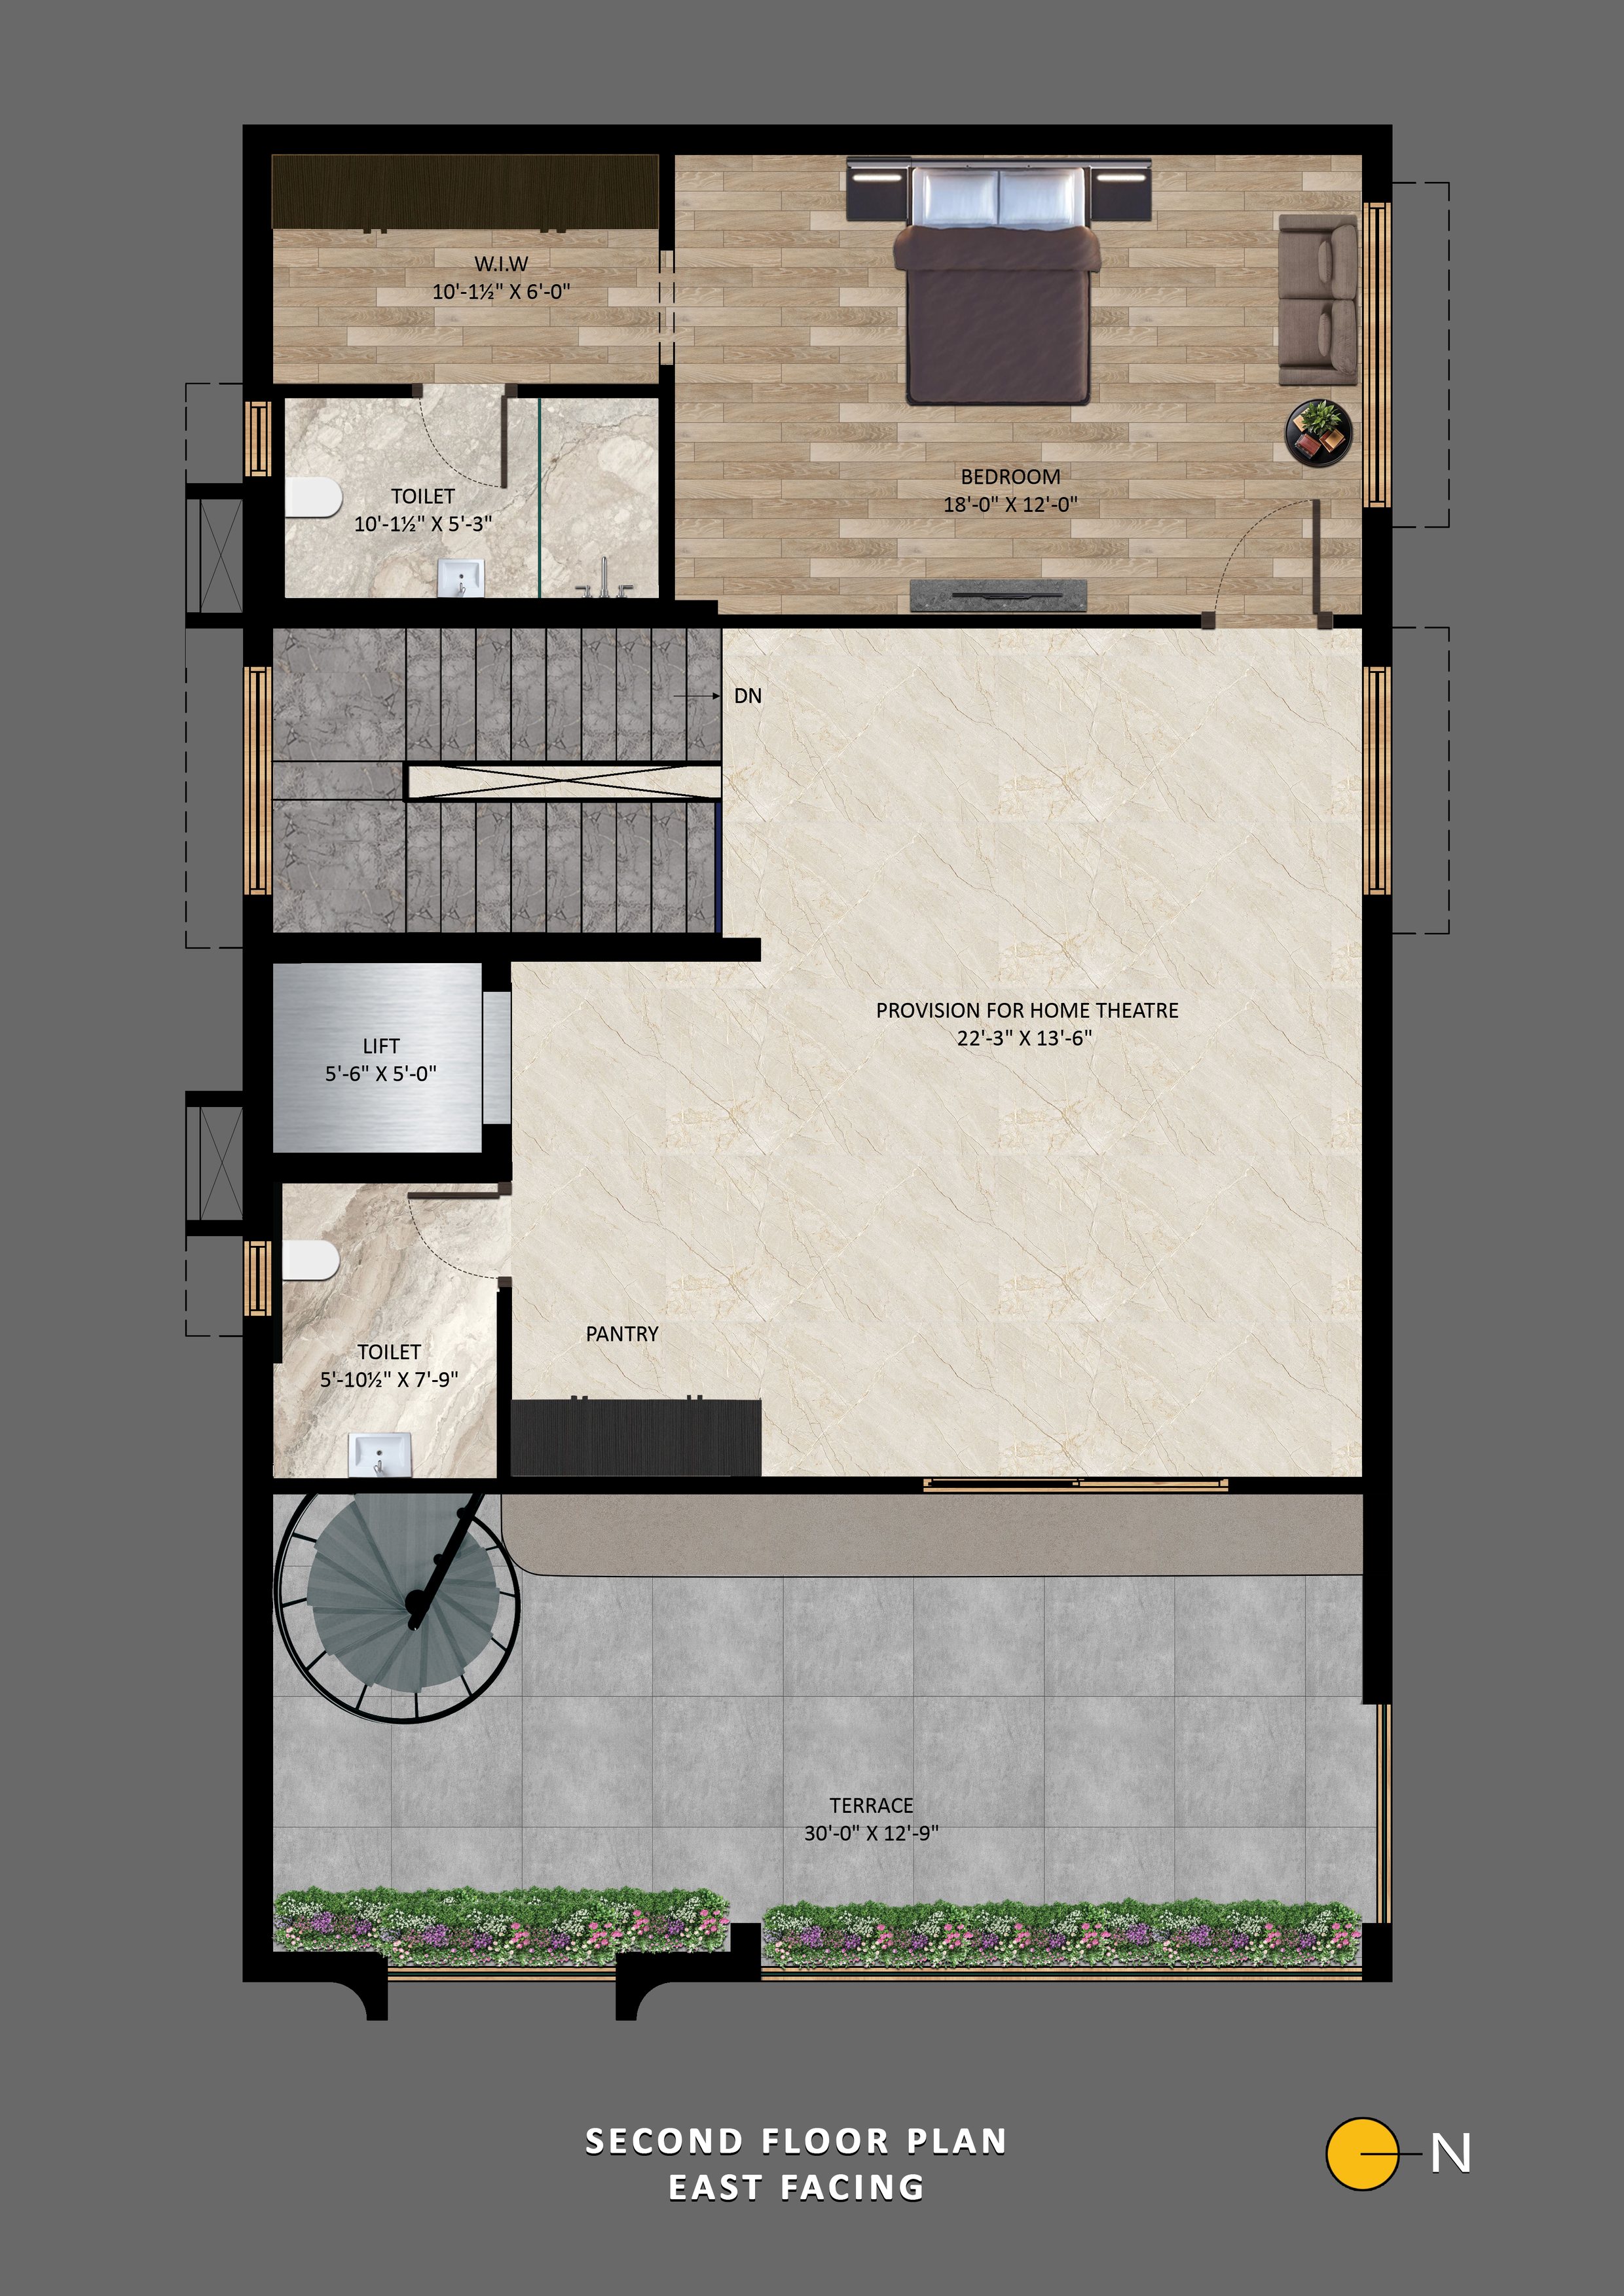 W.I.W
10'-1½" X 6'-0"
BEDROOM
18'-0" X 12'-0"
TOILET
10'-1½" X 5'-3"
DN
PROVISION FOR HOME THEATRE
22'-3" X 13'-6"
LIFT
5'-6" X 5'-0"
PANTRY
TOILET
5'-10½" X 7'-9"
TERRACE
30'-0" X 12'-9"
SECOND FLOOR PLAN
EAST FACING
N